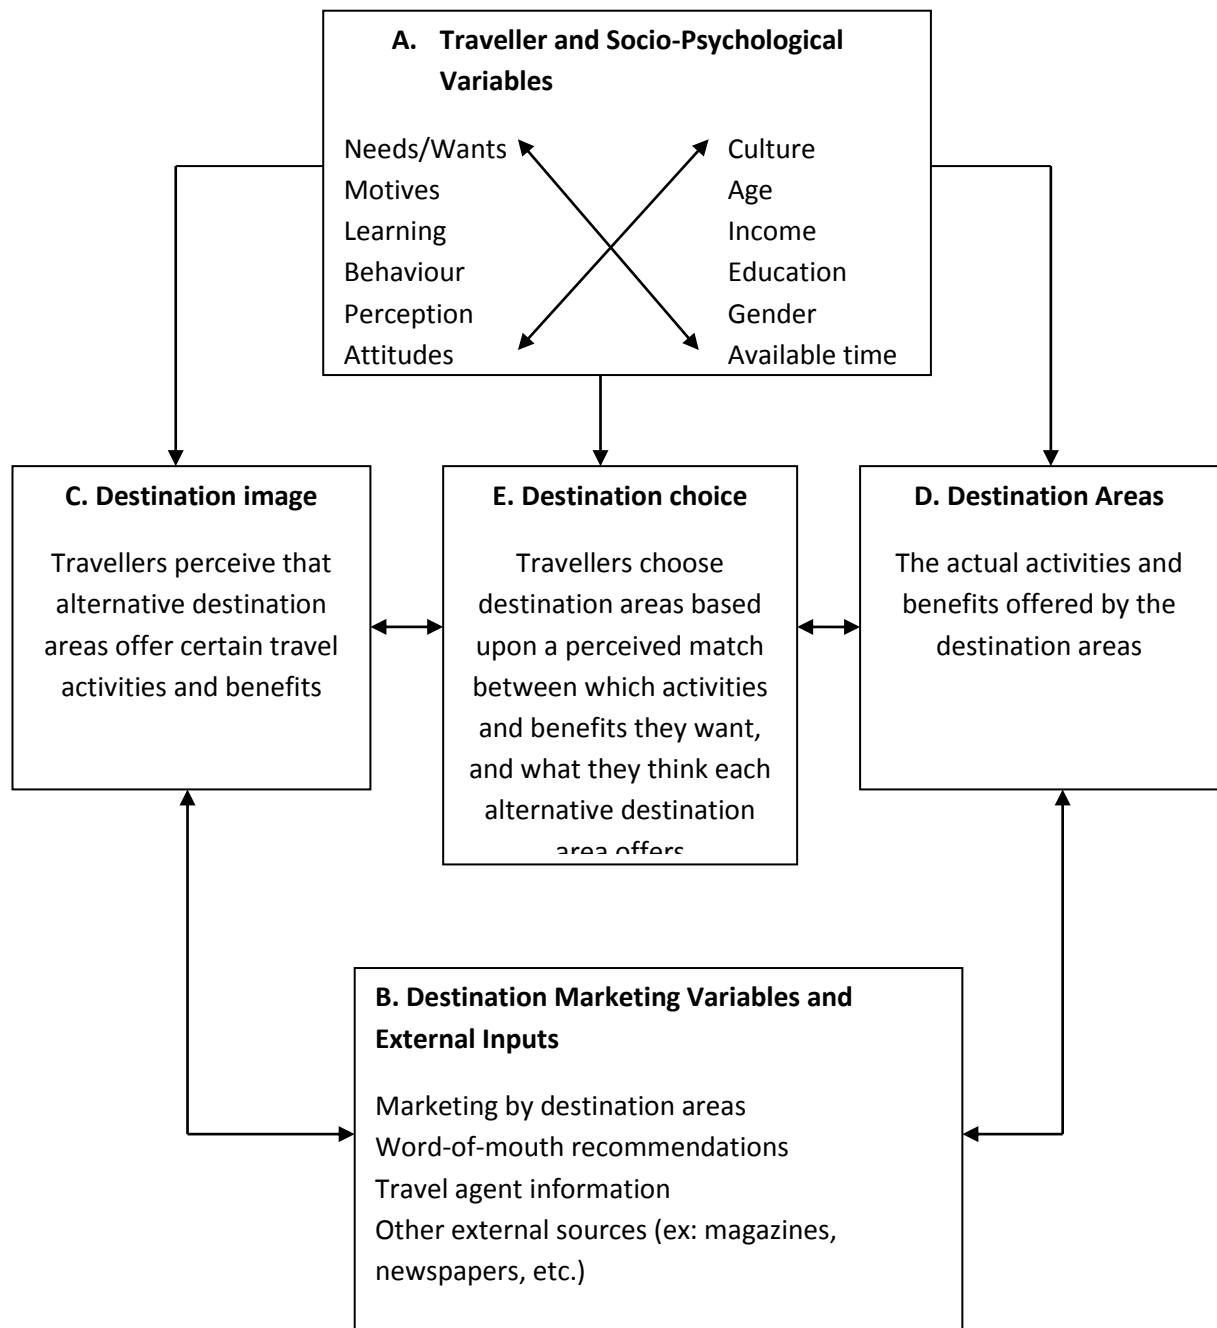 A. Traveller and Socio-Psychological
Variables
Needs/Wants
Motives
Learning
Behaviour
Perception
Attitudes
Culture
Age
Income
Education
Gender
Available time
C. Destination image
Travellers perceive that
alternative destination
areas offer certain travel
activities and benefits
E. Destination choice
Travellers choose
destination areas based
upon a perceived match
between which activities
and benefits they want,
and what they think each
alternative destination
area offers
D. Destination Areas
The actual activities and
benefits offered by the
destination areas
B. Destination Marketing Variables and
External Inputs
Marketing by destination areas
Word-of-mouth recommendations
Travel agent information
Other external sources (ex: magazines,
newspapers, etc.)